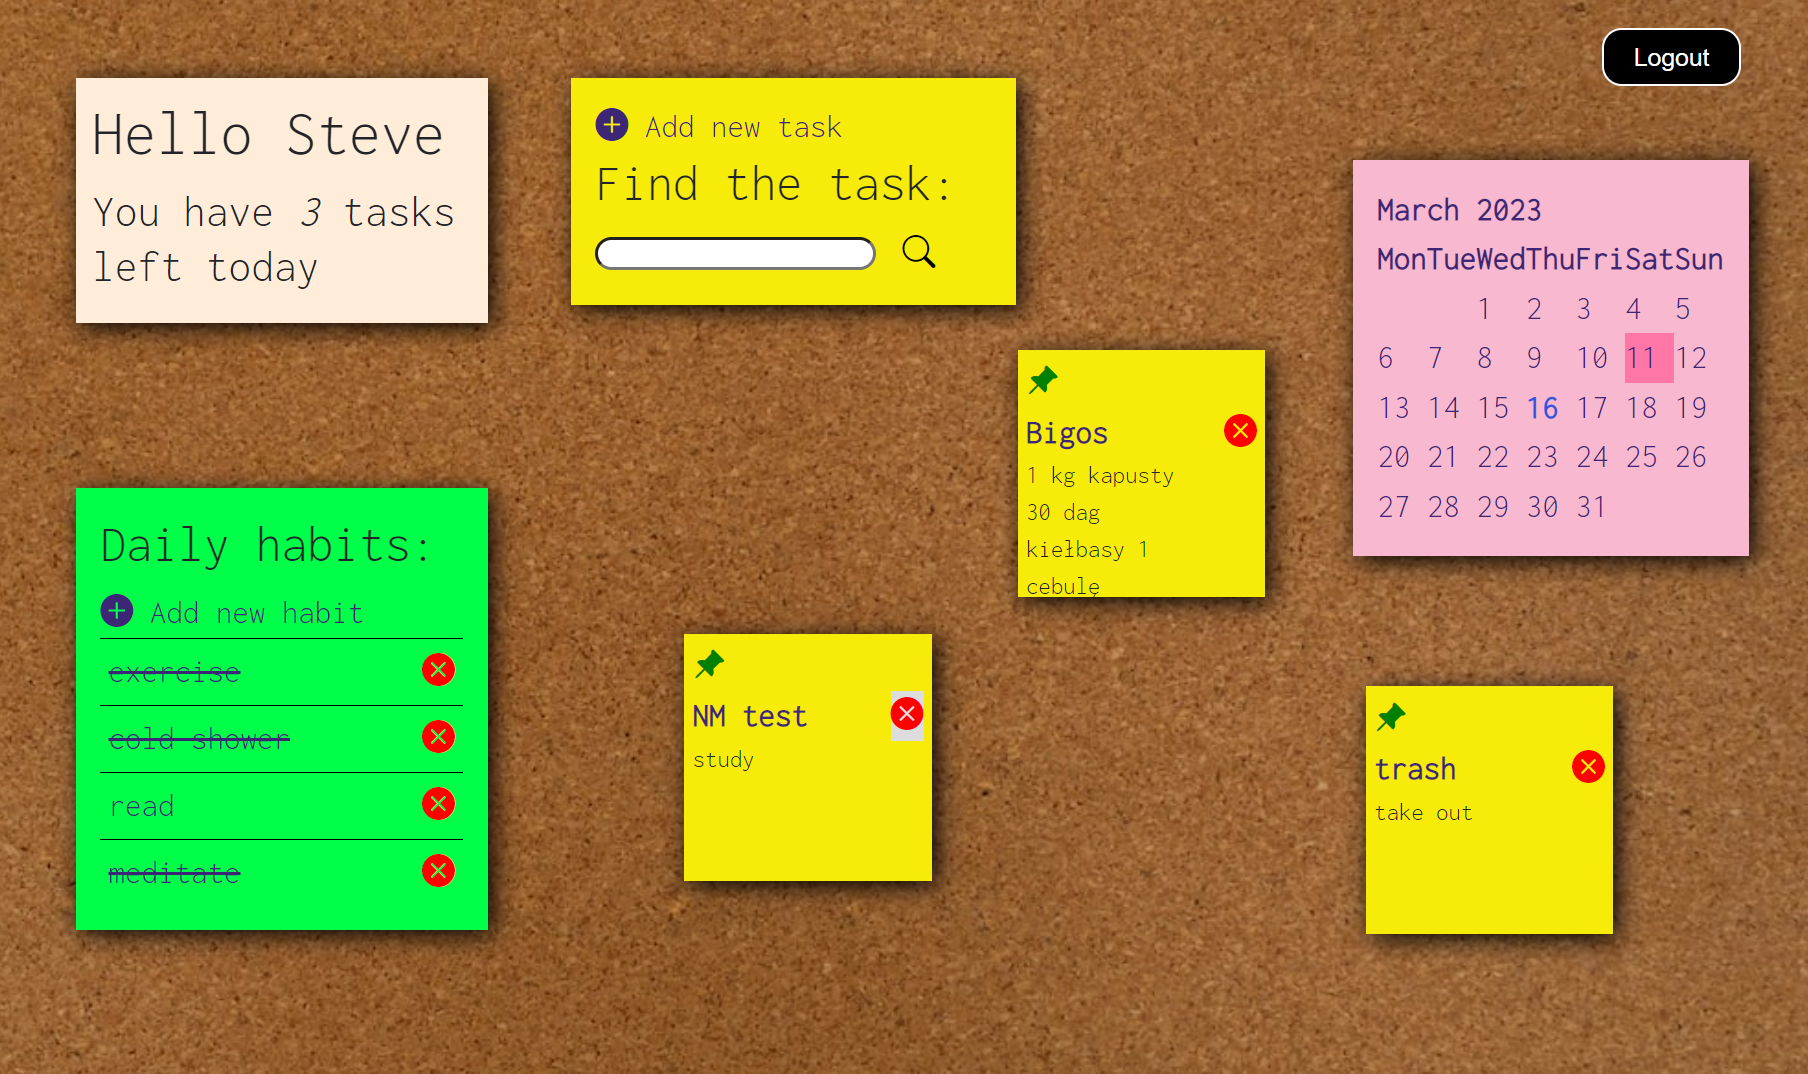 Logout
Hello Steve
You have 3 tasks
left today
Add new task
Find the task:
March 2023
MonTueWedThuFriSatSun
1 2 3 4 5
6 7 8 9 10 11 12
13 14 15 16 17 18 19
20 21 22 23 24 25 26
27 28 29 30 31
Bigos
1 kg kapusty
30 dag
kiełbasy 1
cebulę
Daily habits:
Add new habit
exercise
cold shower
read
meditate
NM test
study
trash
take out